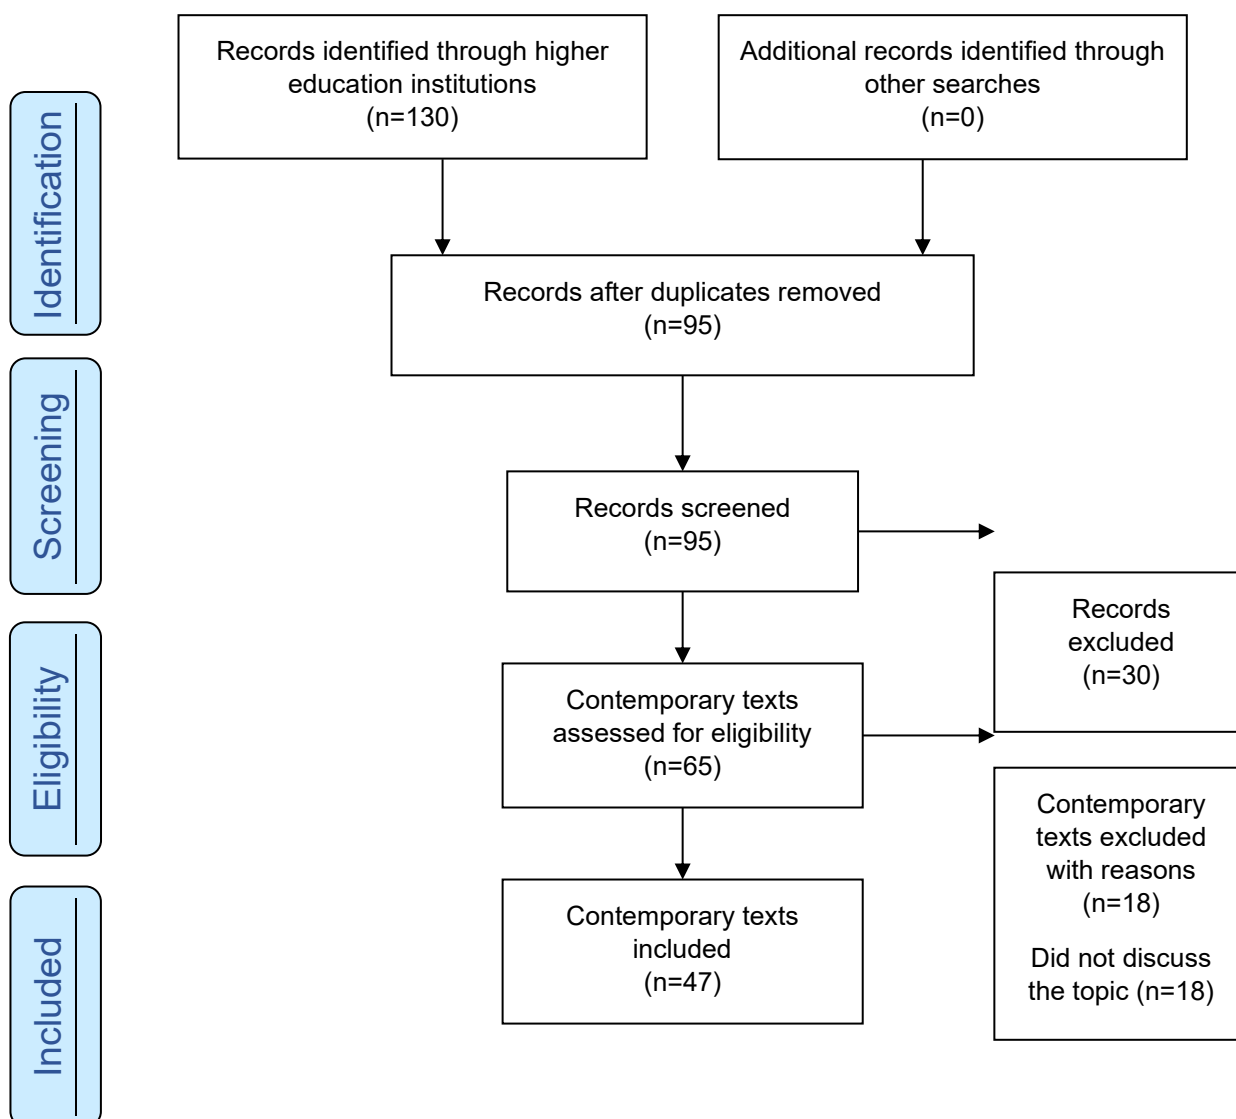 Records identified through higher
education institutions
(n=130)
Additional records identified through
other searches
(n=0)
Identification
Records after duplicates removed
(n=95)
Screening
Records screened
(n=95)
Records
excluded
(n=30)
Eligibility
Contemporary texts
assessed for eligibility
(n=65)
Contemporary
texts excluded
with reasons
(n=18)
Did not discuss
the topic (n=18)
Included
Contemporary texts
included
(n=47)